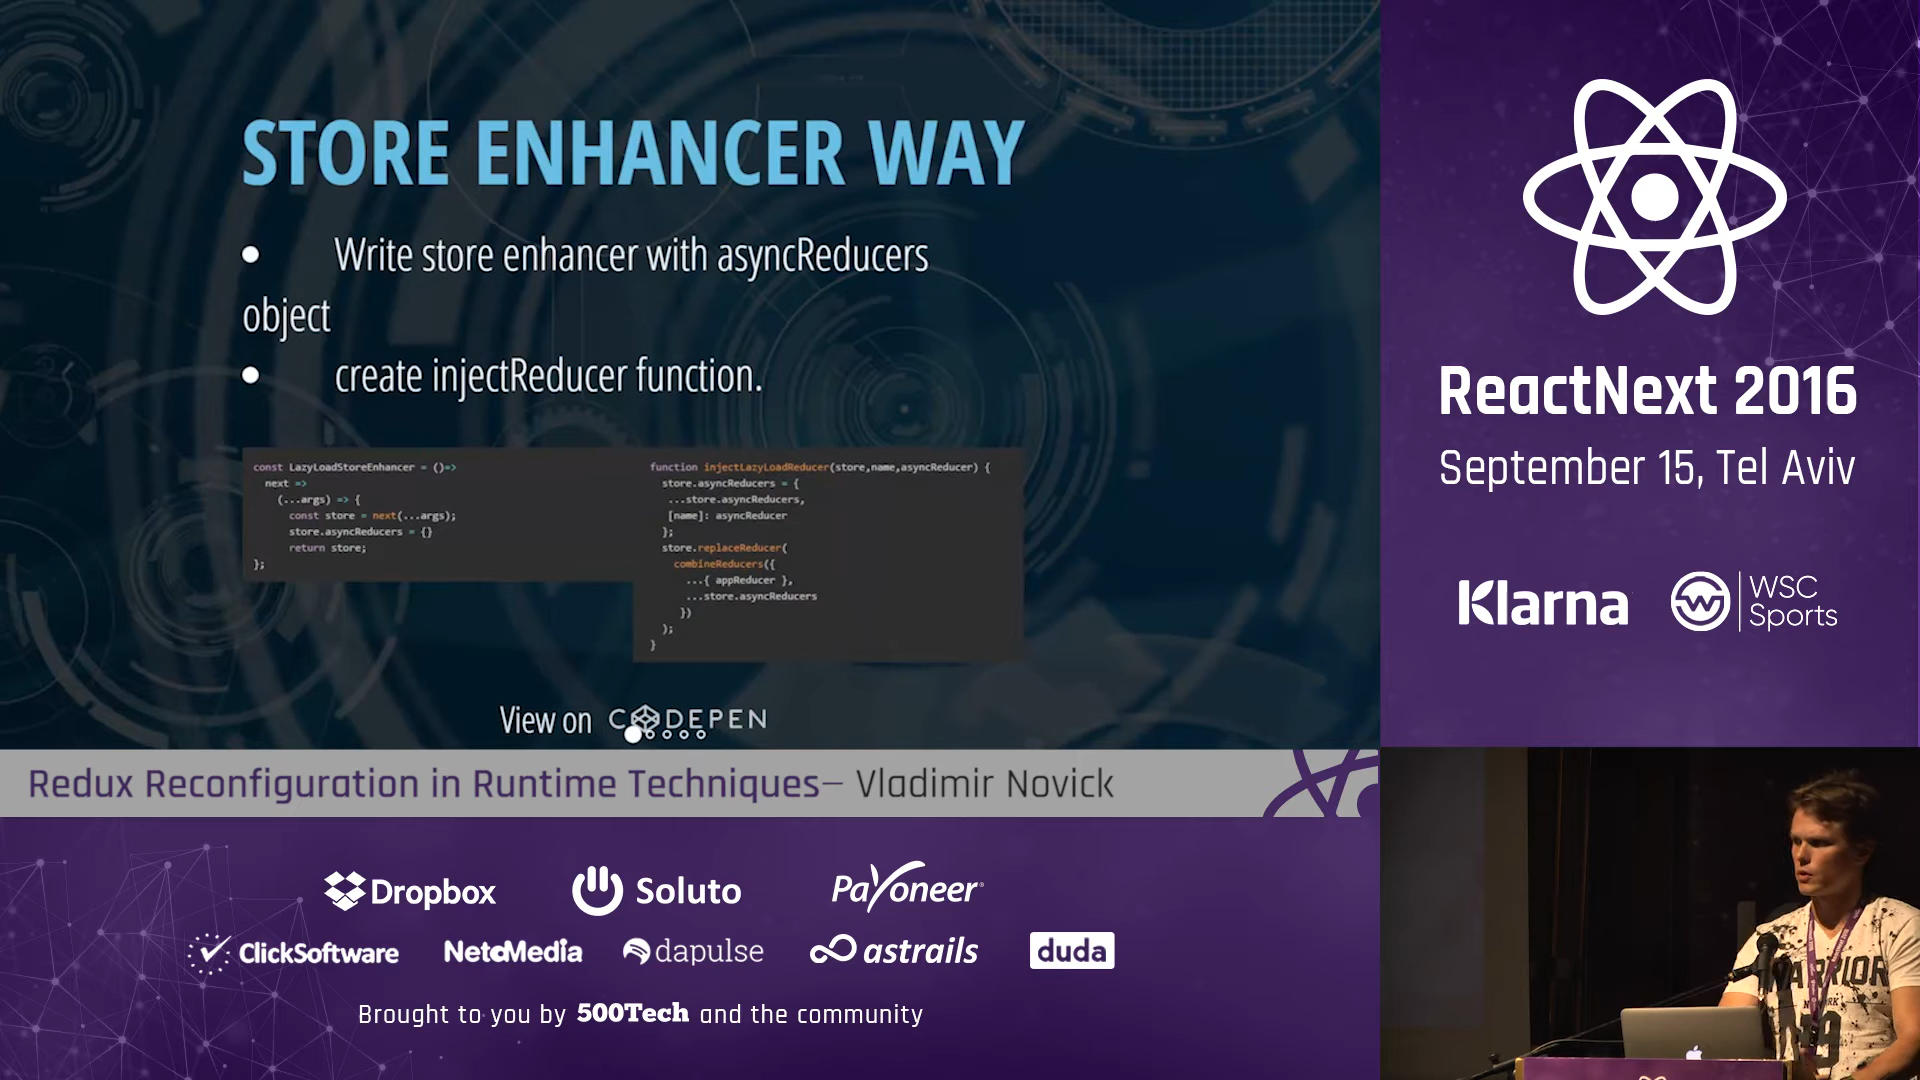 STORE ENHANCER WAY
• Write store enhancer with asyncReducers
object
• create injectReducer function.
const LazyLoadStoreEnhancer = ()=>
next =>
(...args) => {
const store = next(...args);
store.asyncReducers = {}
return store;
};
function injectLazyLoadReducer(store,name,asyncReducer) {
store.asyncReducers = {
...store.asyncReducers,
[name]: asyncReducer
};
store.replaceReducer(
combineReducers({
...{ appReducer },
...store.asyncReducers
})
);
}
View on CODEPEN
Redux Reconfiguration in Runtime Techniques— Vladimir Novick
ReactNext 2016
September 15, Tel Aviv
Klarna
WSC
Sports
Dropbox
Soluto
Payoneer
ClickSoftware
NetoMedia
dapulse
astrails
duda
Brought to you by 500Tech and the community
WARRIOR